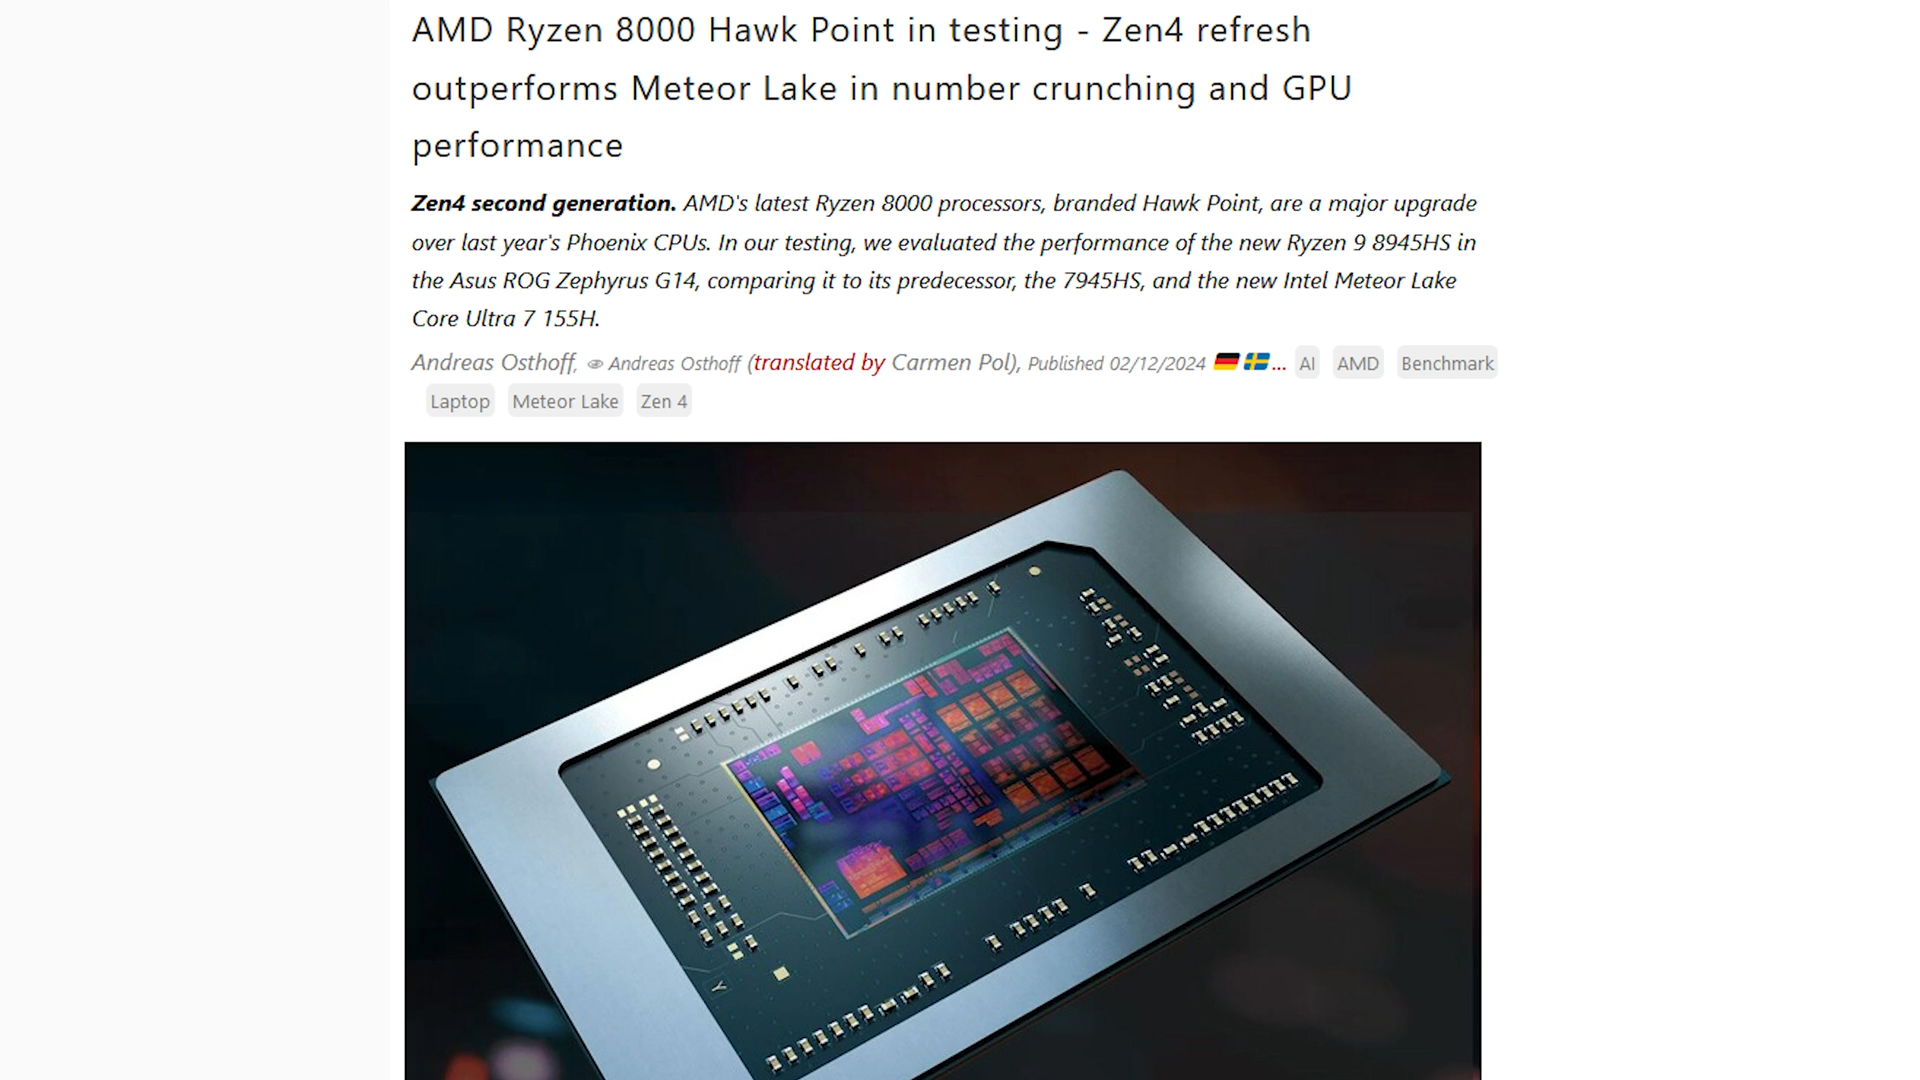 AMD Ryzen 8000 Hawk Point in testing - Zen4 refresh
outperforms Meteor Lake in number crunching and GPU
performance
Zen4 second generation. AMD's latest Ryzen 8000 processors, branded Hawk Point, are a major upgrade
over last year's Phoenix CPUs. In our testing, we evaluated the performance of the new Ryzen 9 8945HS in
the Asus ROG Zephyrus G14, comparing it to its predecessor, the 7945HS, and the new Intel Meteor Lake
Core Ultra 7 155H.
Andreas Osthoff, Andreas Osthoff (translated by Carmen Pol), Published 02/12/2024 ... AI AMD Benchmark
Laptop Meteor Lake Zen 4